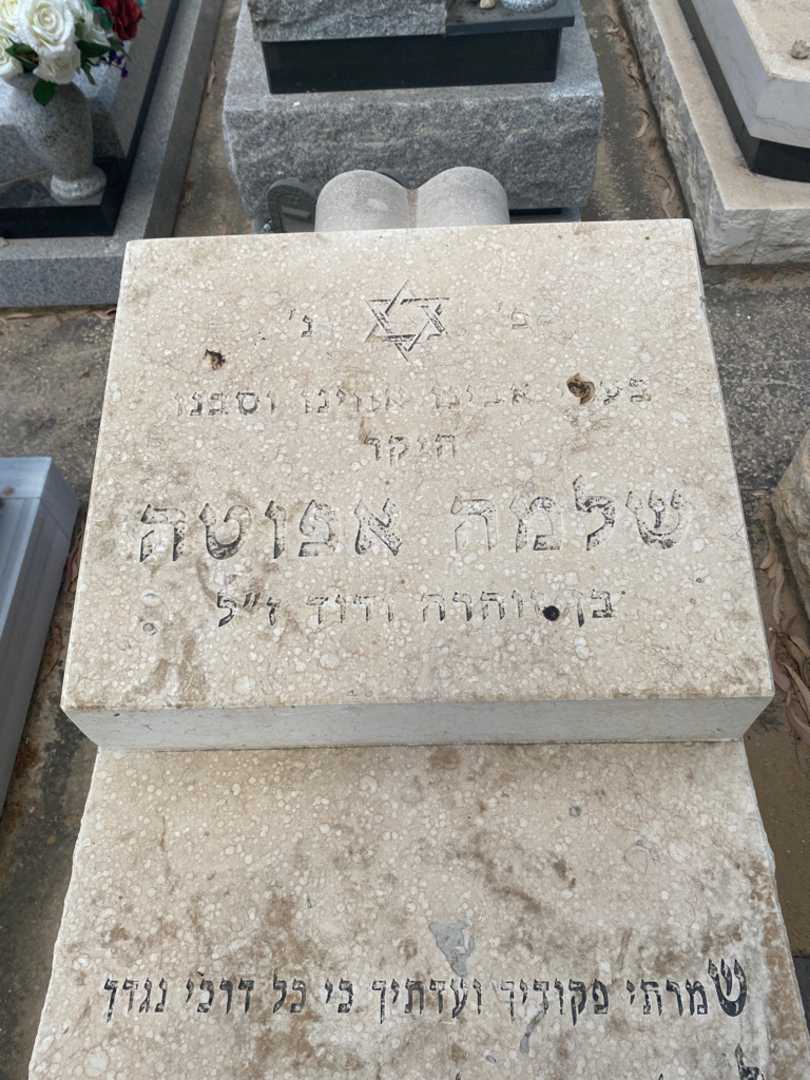 פ' נ'
בעלי אבינו אחינו וסבנו
היקר
שלמה אפוטה
בן זוהרה ודוד ז"ל
שמרתי פקודיך ועדתיך כי כל דרכי נגדך